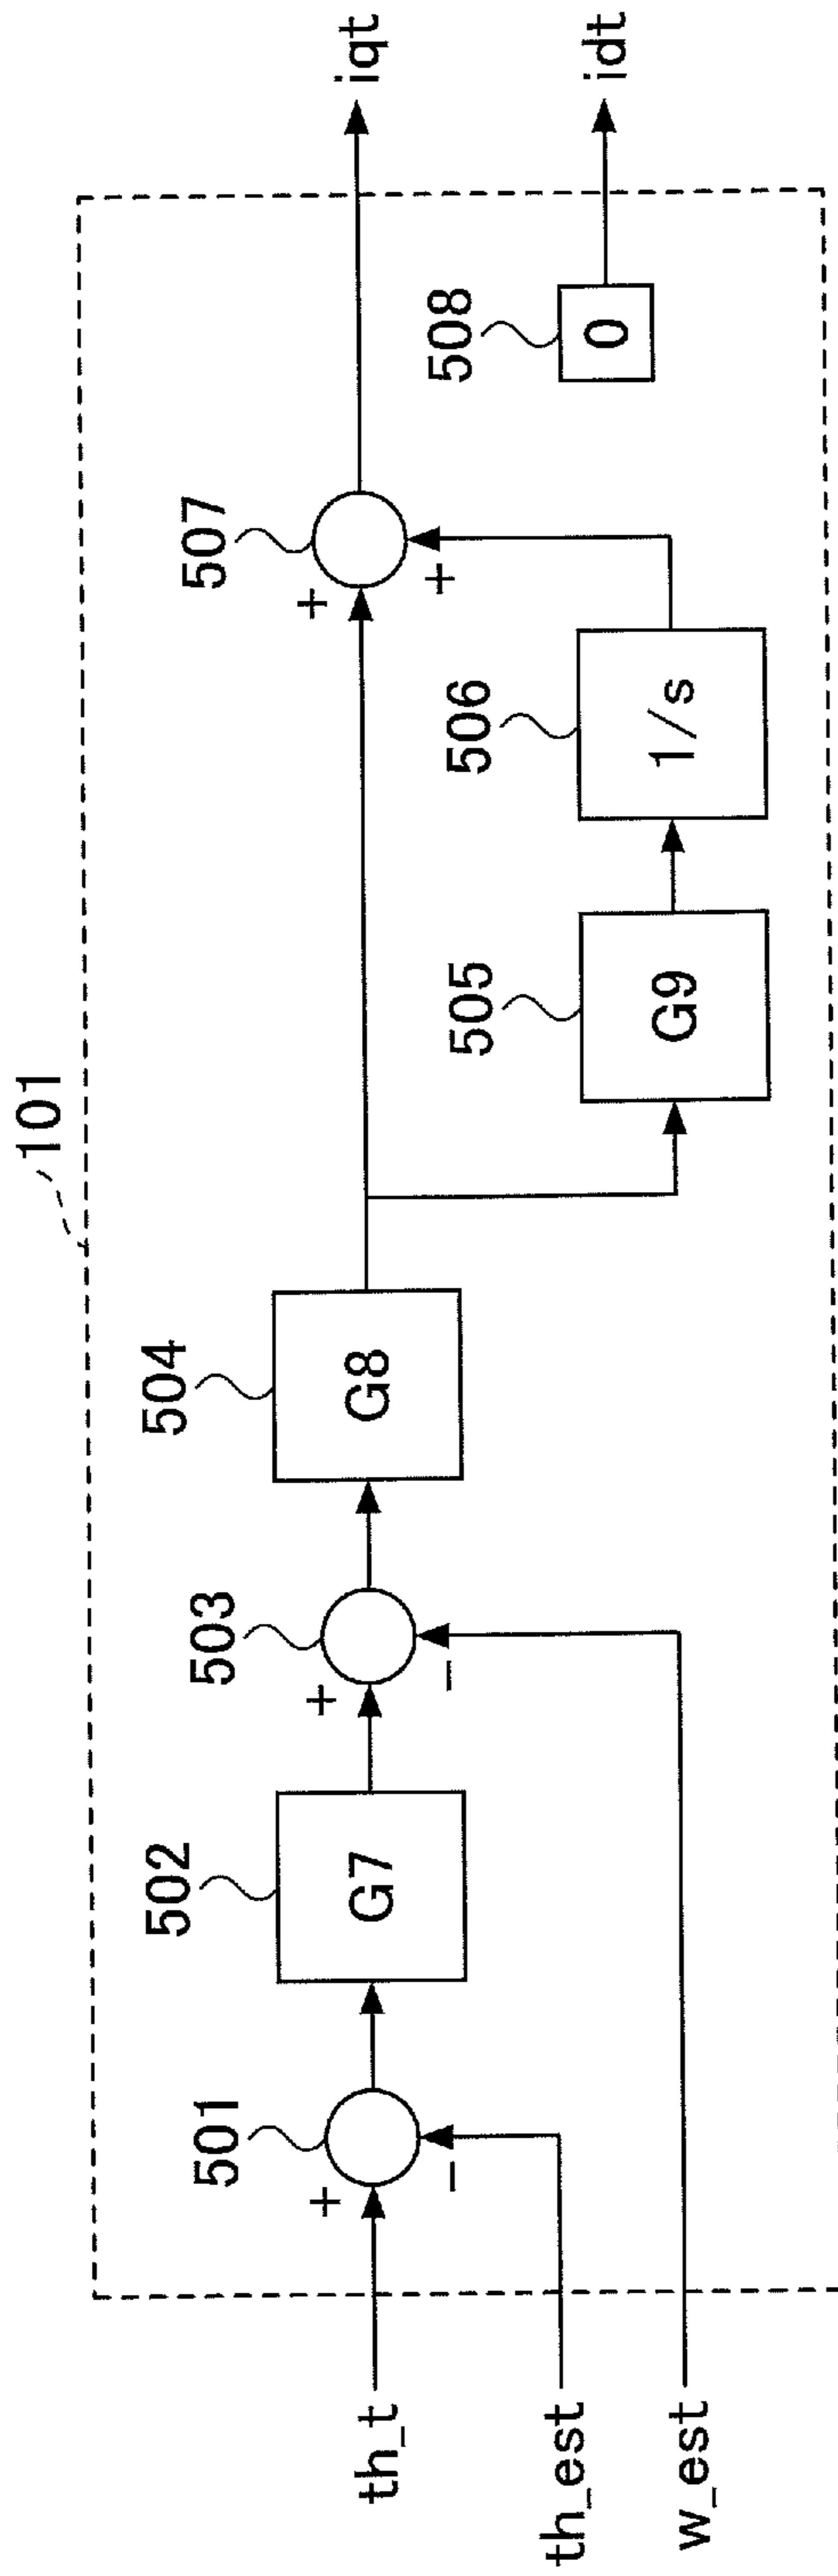 101
501
502
503
504
505
506
507
508
th_t
th_est
w_est
+
-
G7
+
-
G8
G9
1/s
+
+
0
iqt
idt